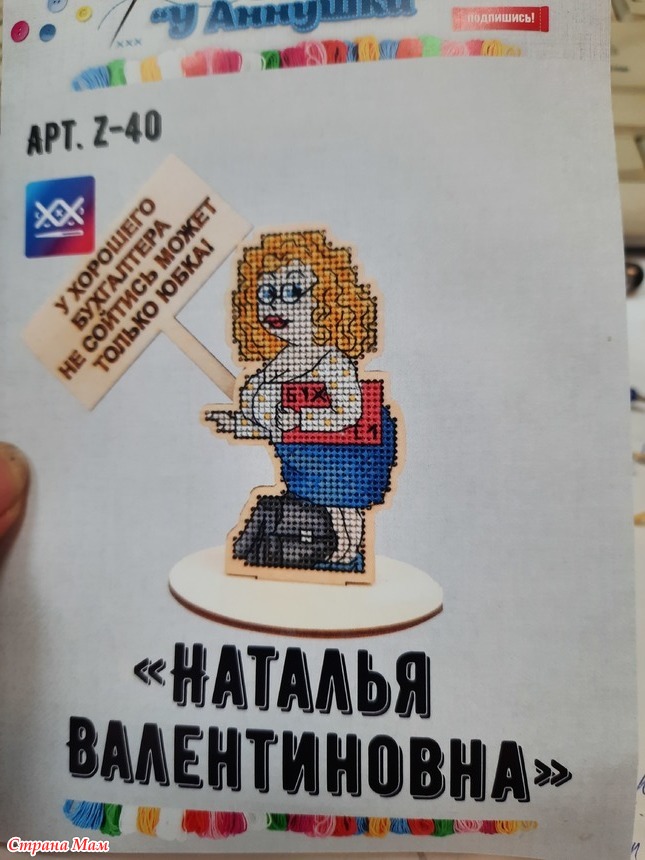 "У Аннушки
подпишись!
АРТ. Z-40
У ХОРОШЕГО
БУХГАЛТЕРА
НЕ СОЙТИСЬ МОЖЕТ
ТОЛЬКО ЮБКА!
БУХ
«НАТАЛЬЯ
ВАЛЕНТИНОВНА»
Страна Мам